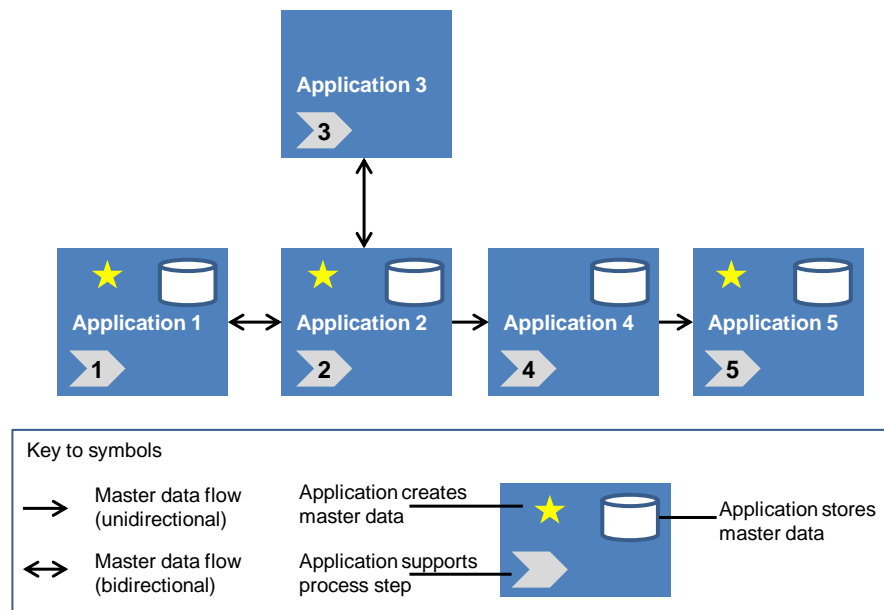 Application 3
3
Application 1
Application 2
Application 4
Application 5
1
2
4
5
Key to symbols
Master data flow
(unidirectional)
Application creates
master data
Application stores
master data
Master data flow
(bidirectional)
Application supports
process step